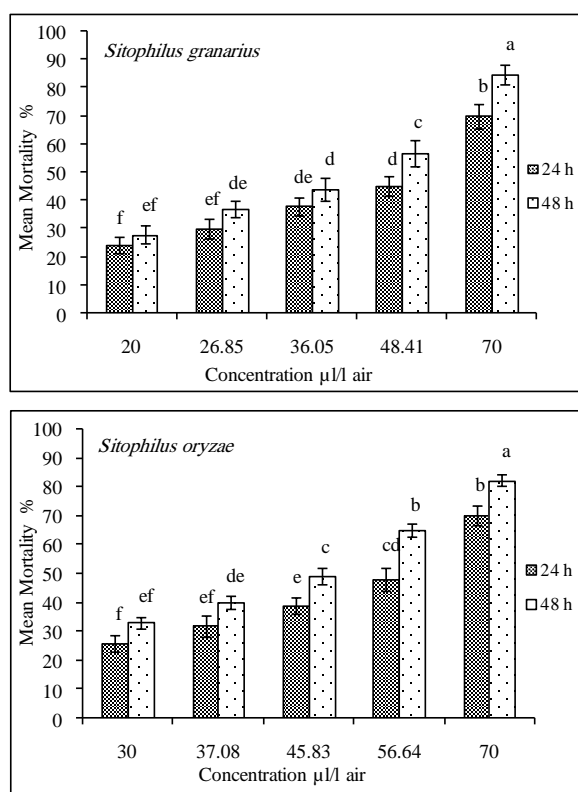 Sitophilus granarius
Mean Mortality %
100
90
80
70
60
50
40
30
20
10
0
f
ef
ef
de
de
d
d
c
b
a
24 h
48 h
20 26.85 36.05 48.41 70
Concentration µl/l air
Sitophilus oryzae
Mean Mortality %
100
90
80
70
60
50
40
30
20
10
0
f
ef
ef
de
e
c
cd
b
b
a
24 h
48 h
30 37.08 45.83 56.64 70
Concentration µl/l air